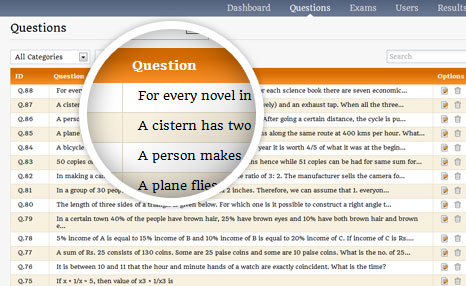 Dashboard Questions Exams Users Results
Questions
All Categories
Search
ID Question Options
Question
For every novel in
A cistern has two
A person makes
A plane flies
Q.88 For every each science book there are seven economic...
Q.87 A cistern ely) and an exhaust tap. When all the three...
Q.86 A person After going a certain distance, the cycle is pu...
Q.85 A plane along the same route at 400 kms per hour. What...
Q.84 A bicycle year it is worth 4/5 of what it was at the begin...
Q.83 50 copies of hence while 51 copies can be had for same sum for...
Q.82 In making a ratio of 3: 2. The manufacturer sells the camera fo...
Q.81 In a group of 30 people 2 inches. Therefore, we can assume that 1. everyon...
Q.80 The length of three sides of a triangle is given below. For which one is it possible to construct a right angle t...
Q.79 In a certain town 40% of the people have brown hair, 25% have brown eyes and 10% have both brown hair and brown
e...
Q.78 5% income of A is equal to 15% income of B and 10% income of B is equal to 20% income of C. If income of C is Rs....
Q.77 A sum of Rs. 25 consists of 130 coins. Some are 25 paise coins and some are 10 paise coins. What is the no. of 25...
Q.76 It is between 10 and 11 that the hour and minute hands of a watch are exactly coincident. What is the time?
Q.75 If x + 1/x = 5, then value of x3 + 1/x3 is